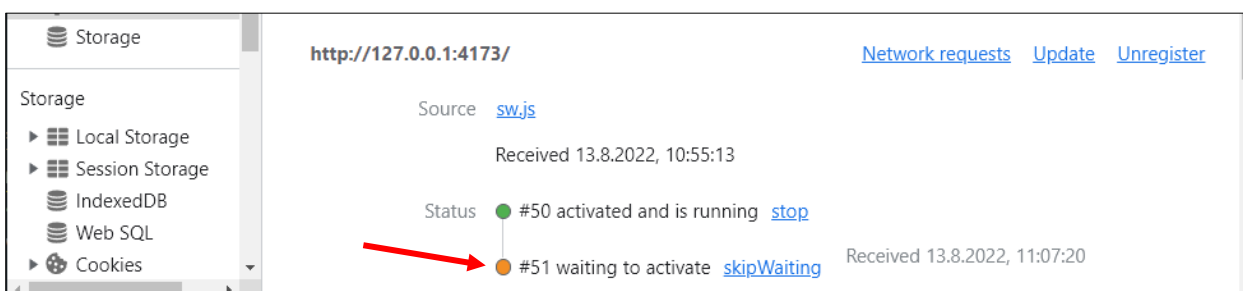 Storage
Storage
Local Storage
Session Storage
IndexedDB
Web SQL
Cookies
http://127.0.0.1:4173/
Network requests Update Unregister
Source sw.js
Received 13.8.2022, 10:55:13
Status #50 activated and is running stop
#51 waiting to activate skipWaiting Received 13.8.2022, 11:07:20